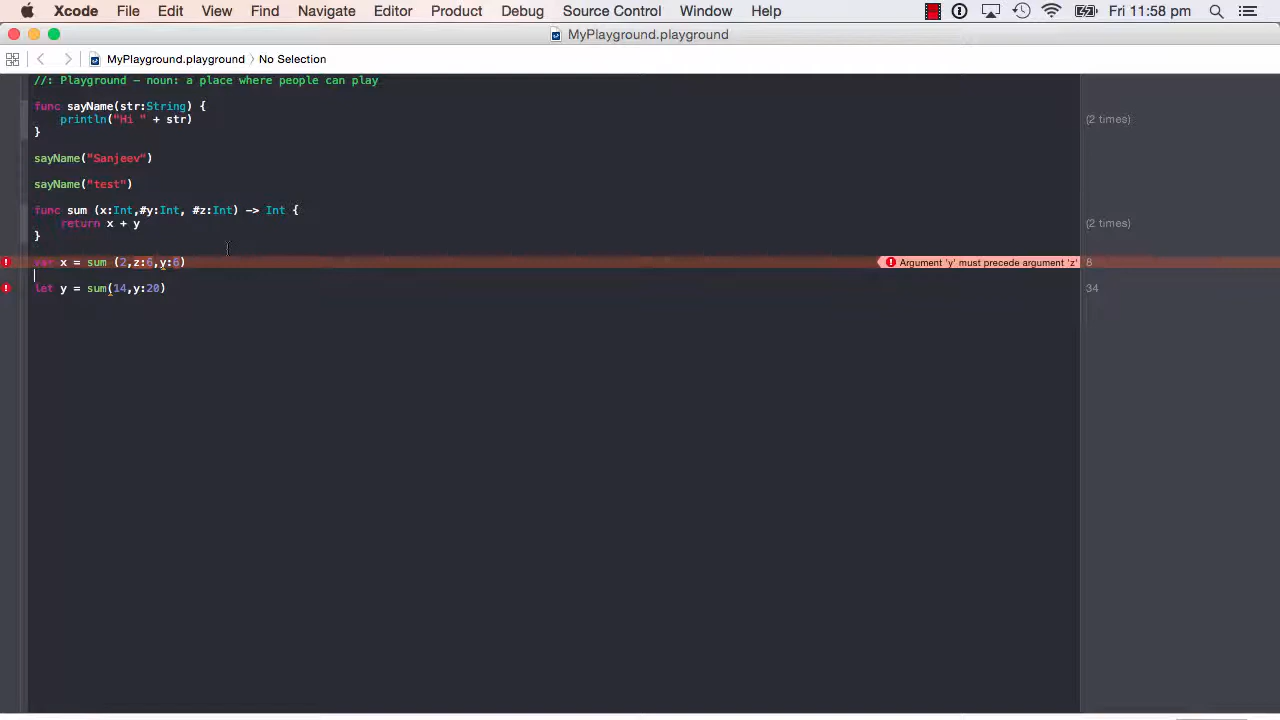 Xcode File Edit View Find Navigate Editor Product Debug Source Control Window Help Fri 11:58 pm
MyPlayground.playground
MyPlayground.playground No Selection
//: Playground - noun: a place where people can play
func sayName(str:String) {
println("Hi " + str) (2 times)
}
sayName("Sanjeev")
sayName("test")
func sum (x:Int,#y:Int, #z:Int) -> Int {
return x + y (2 times)
}
var x = sum (2,z:6,y:6) Argument 'y' must precede argument 'z' 8
let y = sum(14,y:20) 34